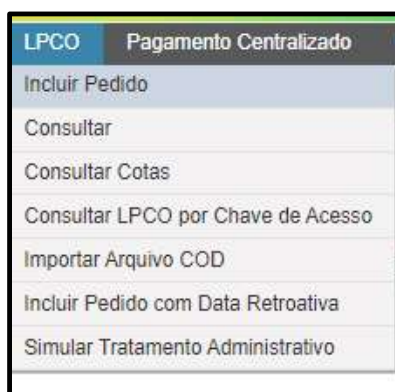 LPCO Pagamento Centralizado
Incluir Pedido
Consultar
Consultar Cotas
Consultar LPCO por Chave de Acesso
Importar Arquivo COD
Incluir Pedido com Data Retroativa
Simular Tratamento Administrativo